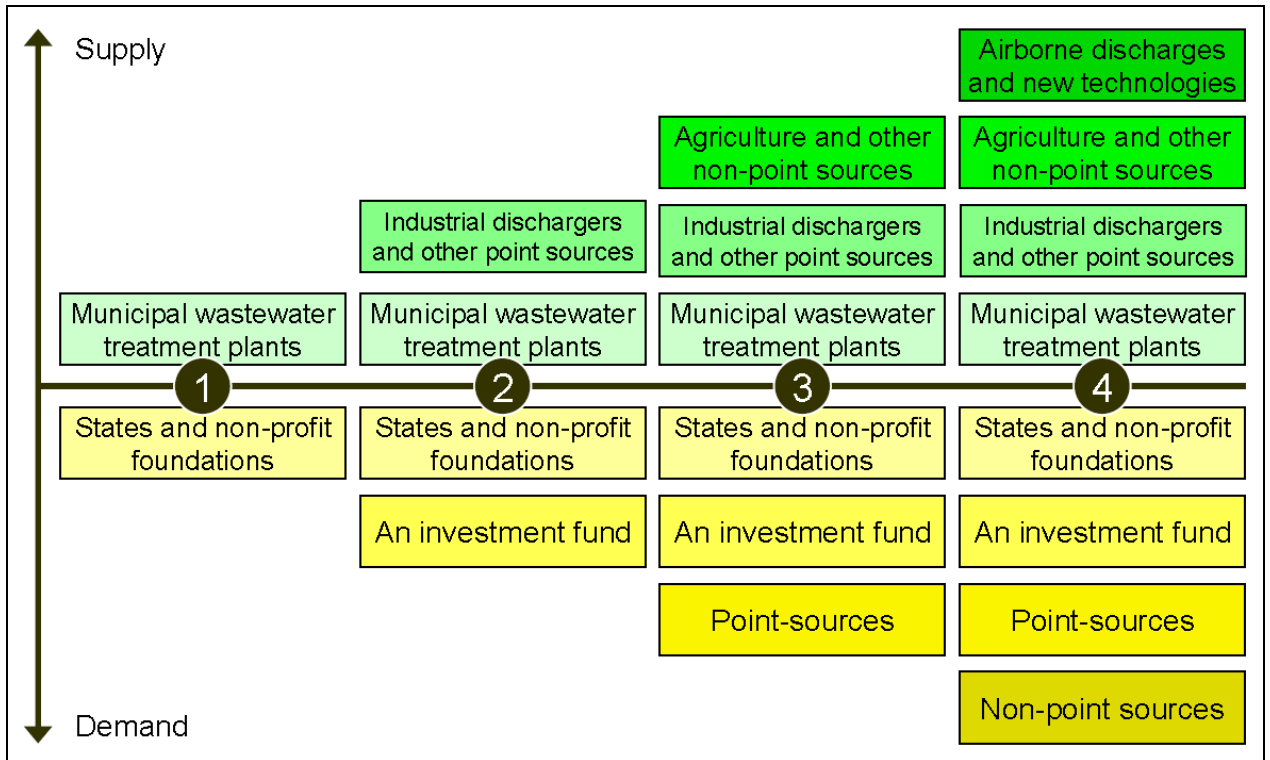 Supply
Airborne discharges
and new technologies
Agriculture and other
non-point sources
Agriculture and other
non-point sources
Industrial dischargers
and other point sources
Industrial dischargers
and other point sources
Industrial dischargers
and other point sources
Municipal wastewater
treatment plants
Municipal wastewater
treatment plants
Municipal wastewater
treatment plants
Municipal wastewater
treatment plants
1
2
3
4
States and non-profit
foundations
States and non-profit
foundations
States and non-profit
foundations
States and non-profit
foundations
An investment fund
An investment fund
An investment fund
Point-sources
Point-sources
Non-point sources
Demand